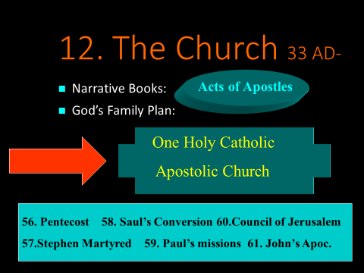 12. The Church 33 AD-
Narrative Books: Acts of Apostles
God's Family Plan:
One Holy Catholic
Apostolic Church
56. Pentecost 58. Saul's Conversion 60.Council of Jerusalem
57.Stephen Martyred 59. Paul's missions 61. John's Apoc.